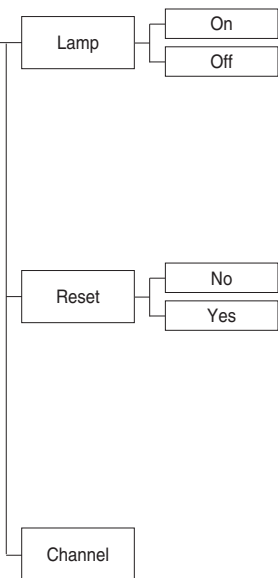 Lamp
On
Off
Reset
No
Yes
Channel